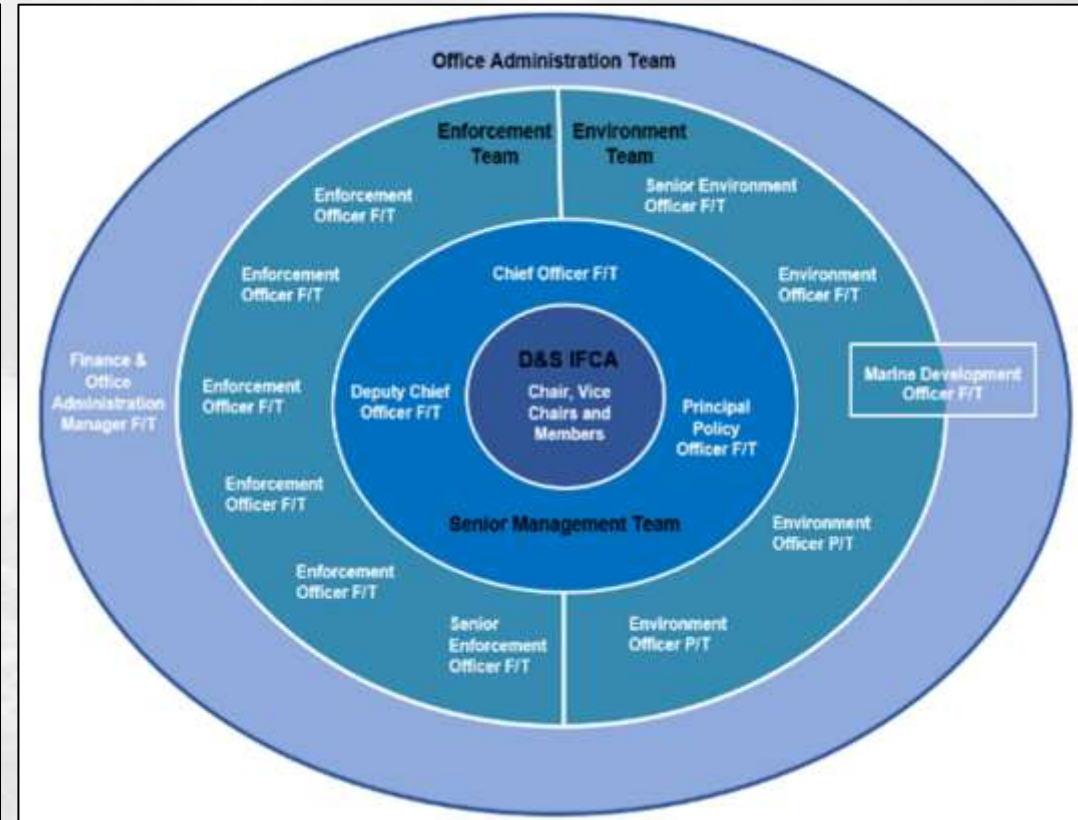 Office Administration Team
Enforcement
Team
Environment
Team
Enforcement
Officer F/T
Senior Environment
Officer F/T
Enforcement
Officer F/T
Chief Officer F/T
Environment
Officer F/T
Finance &
Office
Administration
Manager F/T
Enforcement
Officer F/T
Deputy Chief
Officer F/T
D&S IFCA
Chair, Vice
Chairs and
Members
Principal
Policy
Officer F/T
Marine Development
Officer F/T
Enforcement
Officer F/T
Senior Management Team
Environment
Officer P/T
Enforcement
Officer F/T
Senior
Enforcement
Officer F/T
Environment
Officer P/T